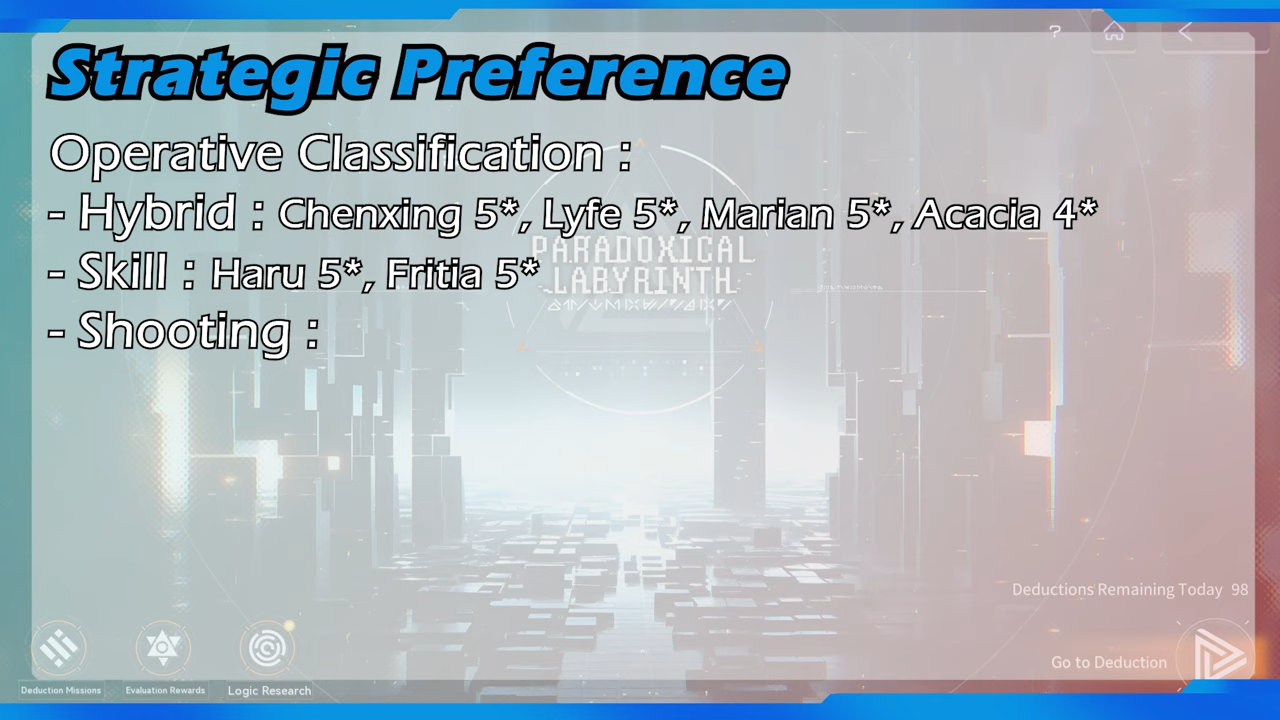 ?
Strategic Preference
Operative Classification :
- Hybrid : Chenxing 5*, Lyfe 5*, Marian 5*, Acacia 4*
- Skill : Haru 5*, Fritia 5*
- Shooting :
PARADOXICAL
LABYRINTH
Deductions Remaining Today 98
Go to Deduction
Deduction Missions
Evaluation Rewards
Logic Research